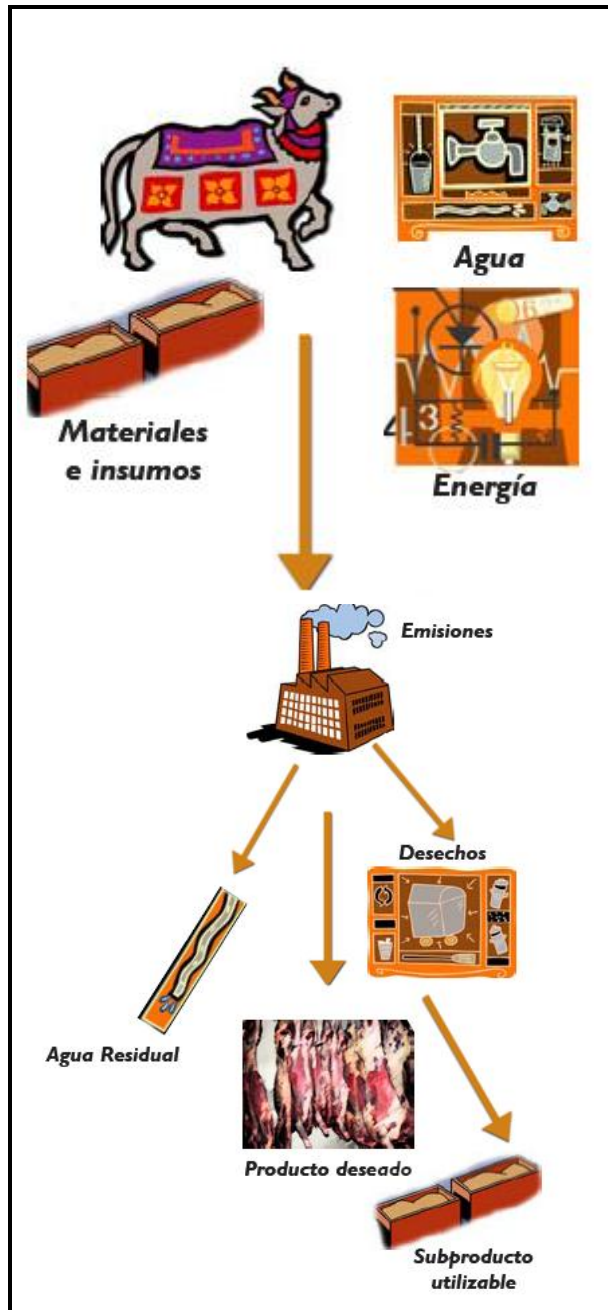 Agua
Materiales
e insumos
Energía
Emisiones
Desechos
Agua Residual
Producto deseado
Subproducto
utilizable